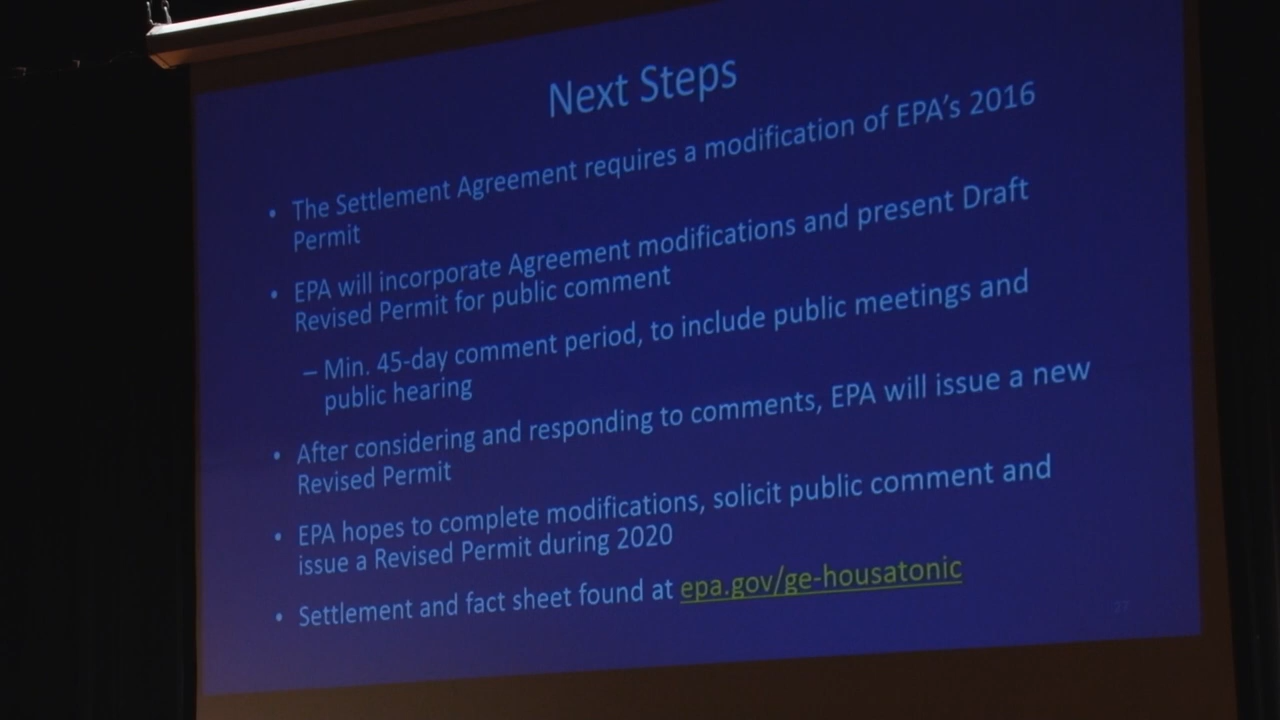 Next Steps
• The Settlement Agreement requires a modification of EPA's 2016
Permit
• EPA will incorporate Agreement modifications and present Draft
Revised Permit for public comment
– Min. 45-day comment period, to include public meetings and
public hearing
• After considering and responding to comments, EPA will issue a new
Revised Permit
• EPA hopes to complete modifications, solicit public comment and
issue a Revised Permit during 2020
• Settlement and fact sheet found at epa.gov/ge-housatonic